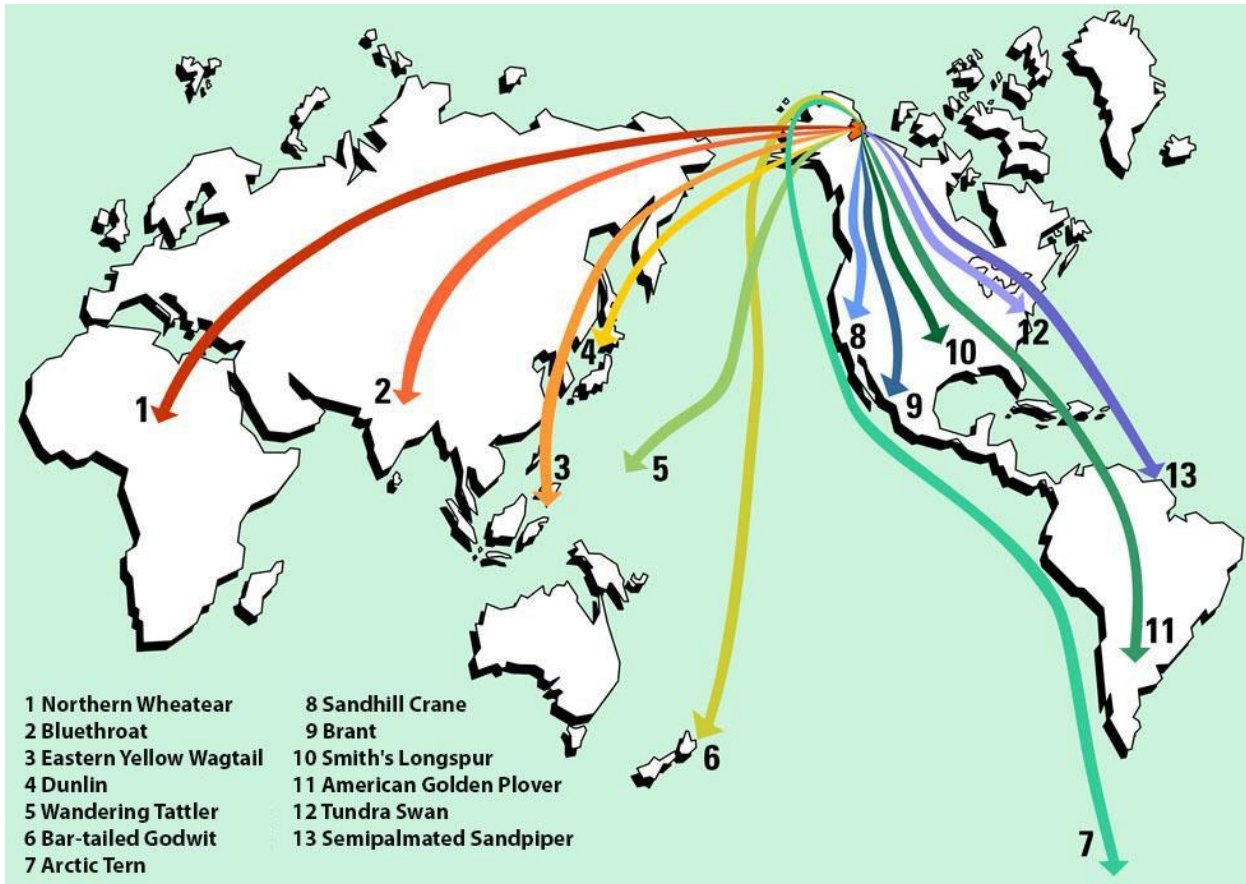 1
2
3
4
5
6
7
8
9
10
11
12
13
1 Northern Wheatear
2 Bluethroat
3 Eastern Yellow Wagtail
4 Dunlin
5 Wandering Tattler
6 Bar-tailed Godwit
7 Arctic Tern
8 Sandhill Crane
9 Brant
10 Smith's Longspur
11 American Golden Plover
12 Tundra Swan
13 Semipalmated Sandpiper